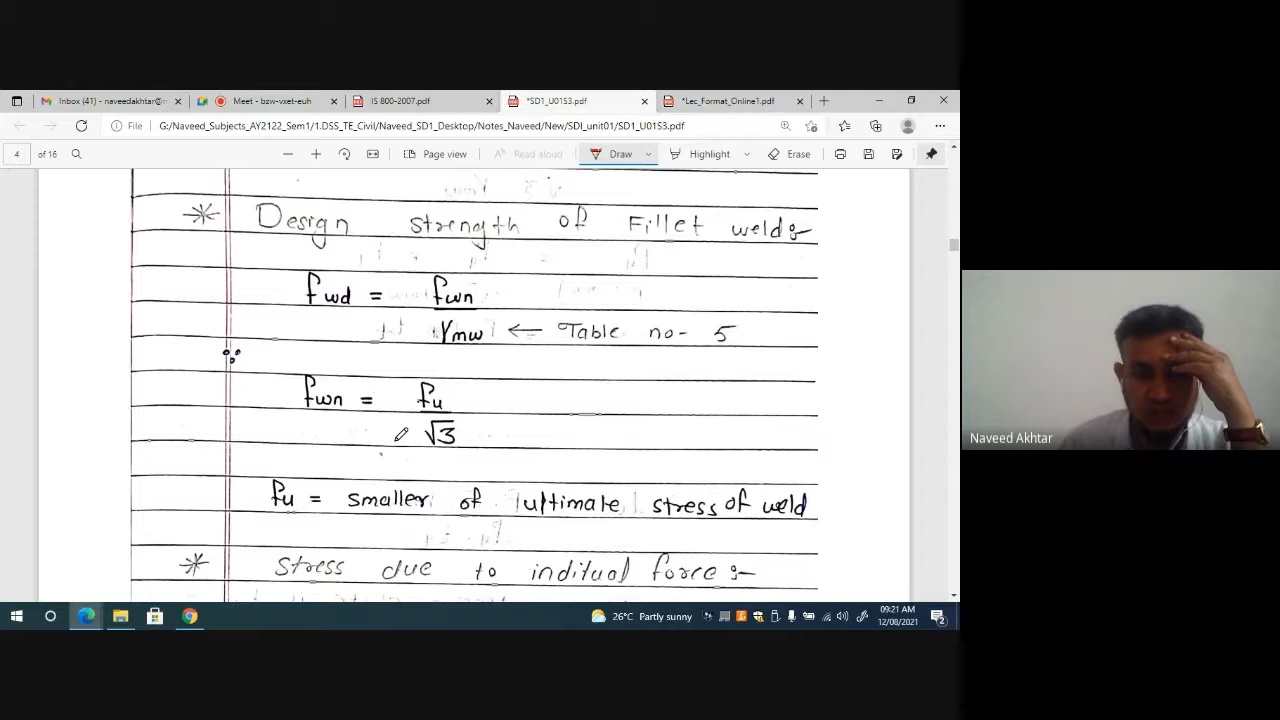 Inbox (41) - naveedakhtar@n
Meet - bzw-vxet-euh
IS 800-2007.pdf
*SD1_U01S3.pdf
*Lec_Format_Online1.pdf
File
G:/Naveed_Subjects_AY2122_Sem1/1.DSS_TE_Civil/Naveed_SD1_Desktop/Notes_Naveed/New/SDI_unit01/SD1_U01S3.pdf
4 of 16
Page view
Read aloud
Draw
Highlight
Erase
* Design strength of Fillet weld:-
fwd = fwn
γmw ← Table no- 5
fwn = fu
√3
fu = smaller of ultimate stress of weld
* Stress due to inditual force :-
Naveed Akhtar
26°C Partly sunny
09:21 AM
12/08/2021
2